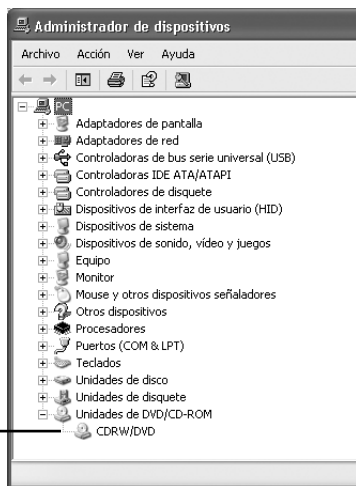 Administrador de dispositivos
Archivo Acción Ver Ayuda
PC
Adaptadores de pantalla
Adaptadores de red
Controladoras de bus serie universal (USB)
Controladoras IDE ATA/ATAPI
Controladores de disquete
Dispositivos de interfaz de usuario (HID)
Dispositivos de sistema
Dispositivos de sonido, vídeo y juegos
Equipo
Monitor
Mouse y otros dispositivos señaladores
Otros dispositivos
Procesadores
Puertos (COM & LPT)
Teclados
Unidades de disco
Unidades de disquete
Unidades de DVD/CD-ROM
CDRW/DVD